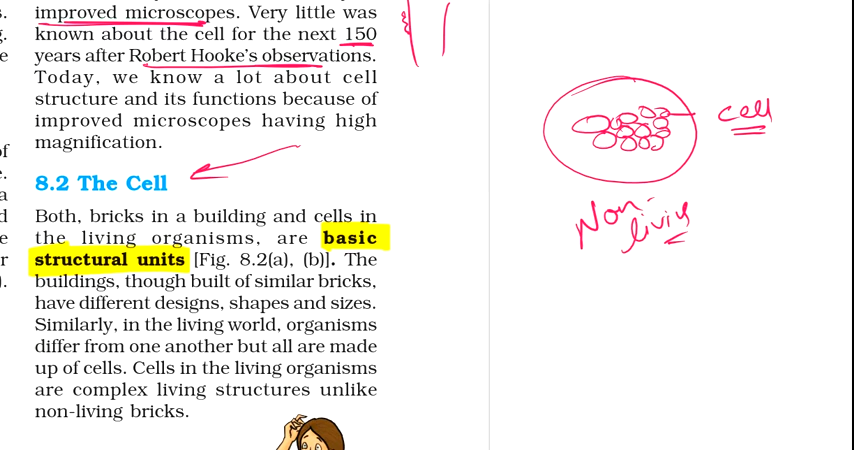 s.
g.
e
of
e.
a
d
e
r
).
improved microscopes. Very little was
known about the cell for the next 150
years after Robert Hooke's observations.
Today, we know a lot about cell
structure and its functions because of
improved microscopes having high
magnification.
8.2 The Cell
Both, bricks in a building and cells in
the living organisms, are basic
structural units [Fig. 8.2(a), (b)]. The
buildings, though built of similar bricks,
have different designs, shapes and sizes.
Similarly, in the living world, organisms
differ from one another but all are made
up of cells. Cells in the living organisms
are complex living structures unlike
non-living bricks.
cell
Non-
living